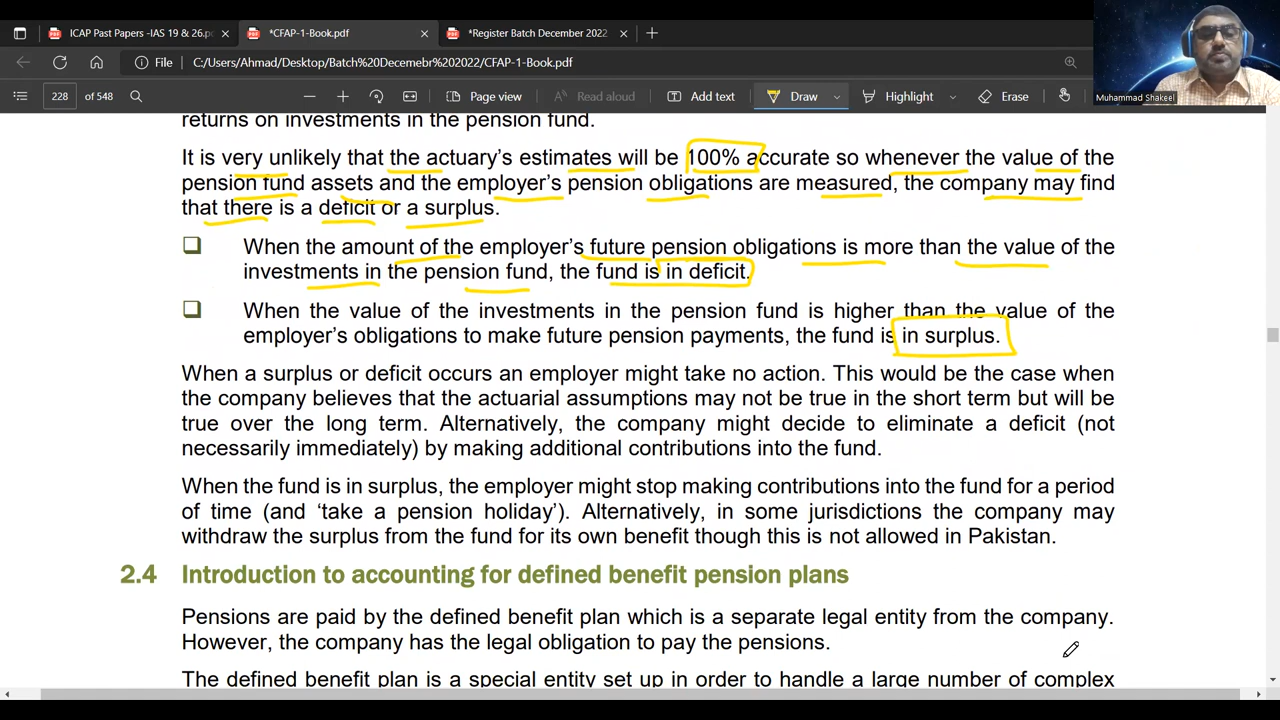 ICAP Past Papers -IAS 19 & 26.pdf
*CFAP-1-Book.pdf
*Register Batch December 2022
File
C:/Users/Ahmad/Desktop/Batch%20Decemebr%202022/CFAP-1-Book.pdf
228 of 548
Page view
Read aloud
Add text
Draw
Highlight
Erase
Muhammad Shakeel
returns on investments in the pension fund.
It is very unlikely that the actuary's estimates will be 100% accurate so whenever the value of the
pension fund assets and the employer's pension obligations are measured, the company may find
that there is a deficit or a surplus.
When the amount of the employer's future pension obligations is more than the value of the
investments in the pension fund, the fund is in deficit.
When the value of the investments in the pension fund is higher than the value of the
employer's obligations to make future pension payments, the fund is in surplus.
When a surplus or deficit occurs an employer might take no action. This would be the case when
the company believes that the actuarial assumptions may not be true in the short term but will be
true over the long term. Alternatively, the company might decide to eliminate a deficit (not
necessarily immediately) by making additional contributions into the fund.
When the fund is in surplus, the employer might stop making contributions into the fund for a period
of time (and 'take a pension holiday'). Alternatively, in some jurisdictions the company may
withdraw the surplus from the fund for its own benefit though this is not allowed in Pakistan.
2.4 Introduction to accounting for defined benefit pension plans
Pensions are paid by the defined benefit plan which is a separate legal entity from the company.
However, the company has the legal obligation to pay the pensions.
The defined benefit plan is a special entity set up in order to handle a large number of complex